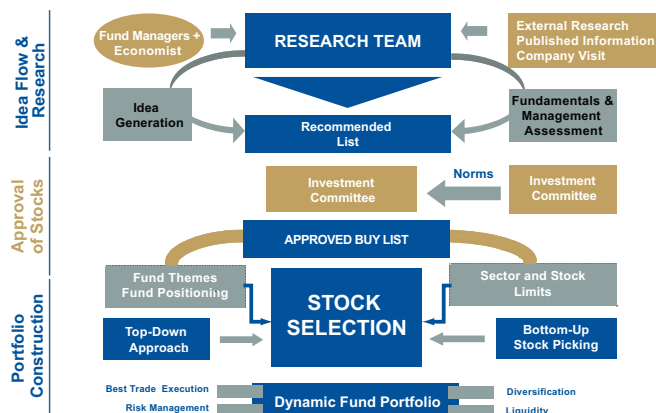 Idea Flow &
Research
Fund Managers +
Economist
RESEARCH TEAM
External Research
Published Information
Company Visit
Idea
Generation
Recommended
List
Fundamentals &
Management
Assessment
Approval
of Stocks
Investment
Committee
Norms
Investment
Committee
APPROVED BUY LIST
Portfolio
Construction
Fund Themes
Fund Positioning
STOCK
SELECTION
Sector and Stock
Limits
Top-Down
Approach
Bottom-Up
Stock Picking
Best Trade Execution
Risk Management
Dynamic Fund Portfolio
Diversification
Liquidity